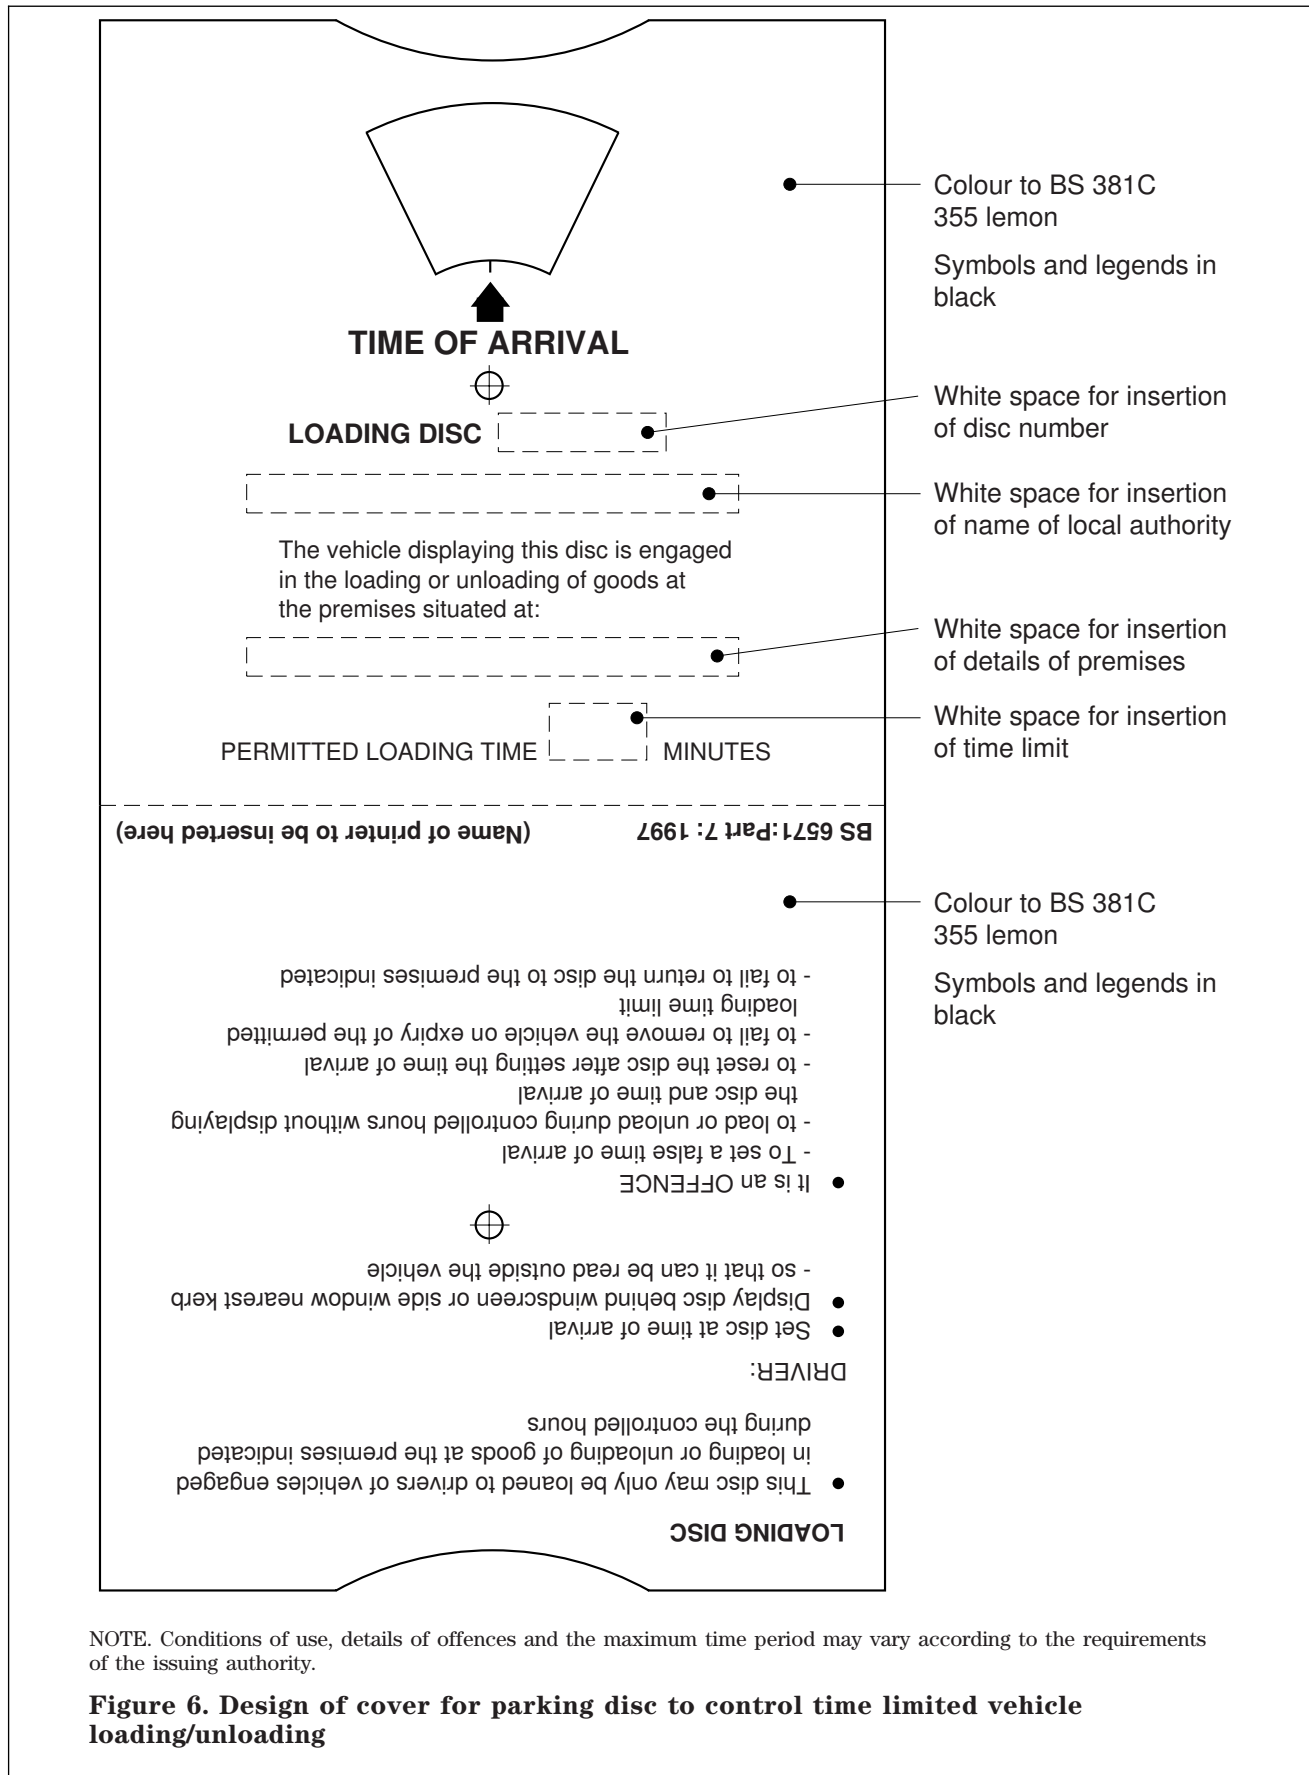 TIME OF ARRIVAL
LOADING DISC
The vehicle displaying this disc is engaged
in the loading or unloading of goods at
the premises situated at:
PERMITTED LOADING TIME MINUTES
Colour to BS 381C
355 lemon
Symbols and legends in
black
White space for insertion
of disc number
White space for insertion
of name of local authority
White space for insertion
of details of premises
White space for insertion
of time limit
Colour to BS 381C
355 lemon
Symbols and legends in
black
LOADING DISC
● This disc may only be loaned to drivers of vehicles engaged
in loading or unloading of goods at the premises indicated
during the controlled hours
DRIVER:
● Set disc at time of arrival
● Display disc behind windscreen or side window nearest kerb
- so that it can be read outside the vehicle
● It is an OFFENCE
- To set a false time of arrival
- to load or unload during controlled hours without displaying
the disc and time of arrival
- to reset the disc after setting the time of arrival
- to fail to remove the vehicle on expiry of the permitted
loading time limit
- to fail to return the disc to the premises indicated
BS 6571:Part 7: 1997 (Name of printer to be inserted here)
NOTE. Conditions of use, details of offences and the maximum time period may vary according to the requirements
of the issuing authority.
Figure 6. Design of cover for parking disc to control time limited vehicle
loading/unloading